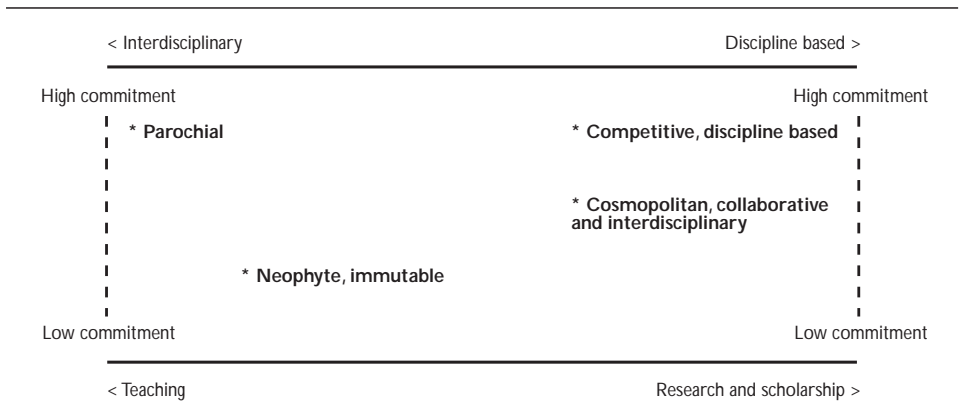 < Interdisciplinary Discipline based >
High commitment High commitment
* Parochial * Competitive, discipline based
* Cosmopolitan, collaborative
and interdisciplinary
* Neophyte, immutable
Low commitment Low commitment
< Teaching Research and scholarship >